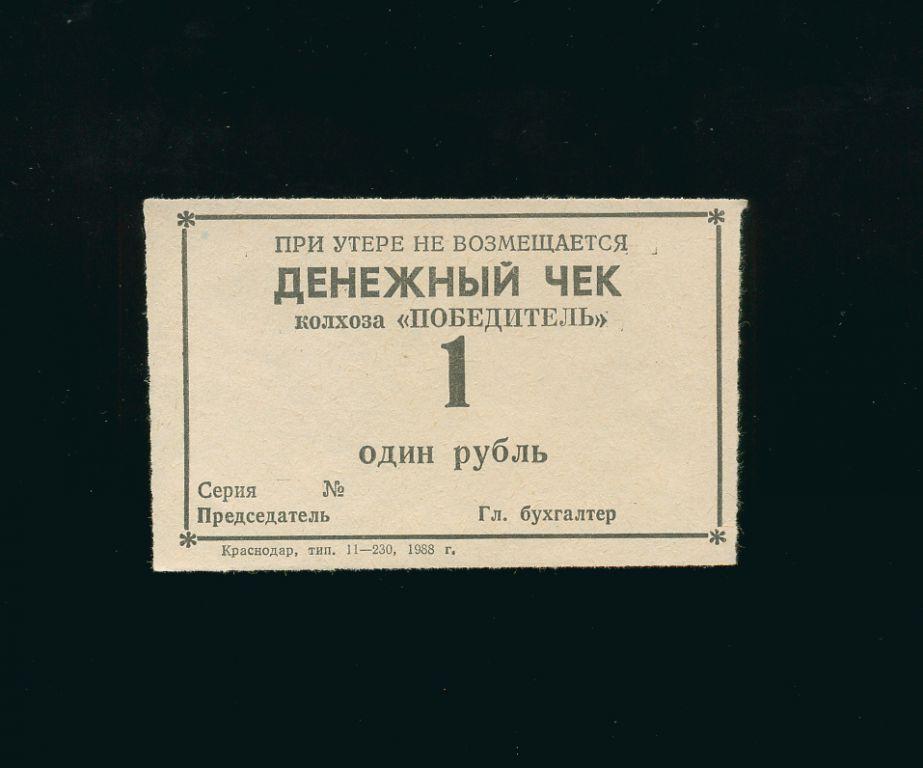 ПРИ УТЕРЕ НЕ ВОЗМЕЩАЕТСЯ
ДЕНЕЖНЫЙ ЧЕК
колхоза «ПОБЕДИТЕЛЬ»
1
один рубль
Серия №
Председатель Гл. бухгалтер
Краснодар, тип. 11—230, 1988 г.